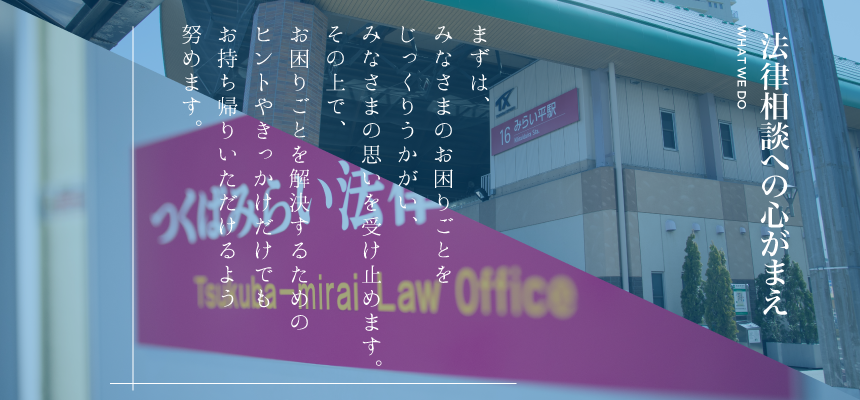 法律相談への心がまえ
WHAT WE DO
まずは、
みなさまのお困りごとを
じっくりうかがい、
みなさまの思いを受け止めます。
その上で、
お困りごとを解決するための
ヒントやきっかけだけでも
お持ち帰りいただけるよう
努めます。
16 みらい平駅
つくばみらい法律
Tsukuba-mirai Law Office